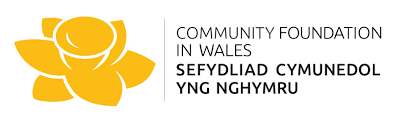 COMMUNITY FOUNDATION
IN WALES
SEFYDLIAD CYMUNEDOL
YNG NGHYMRU